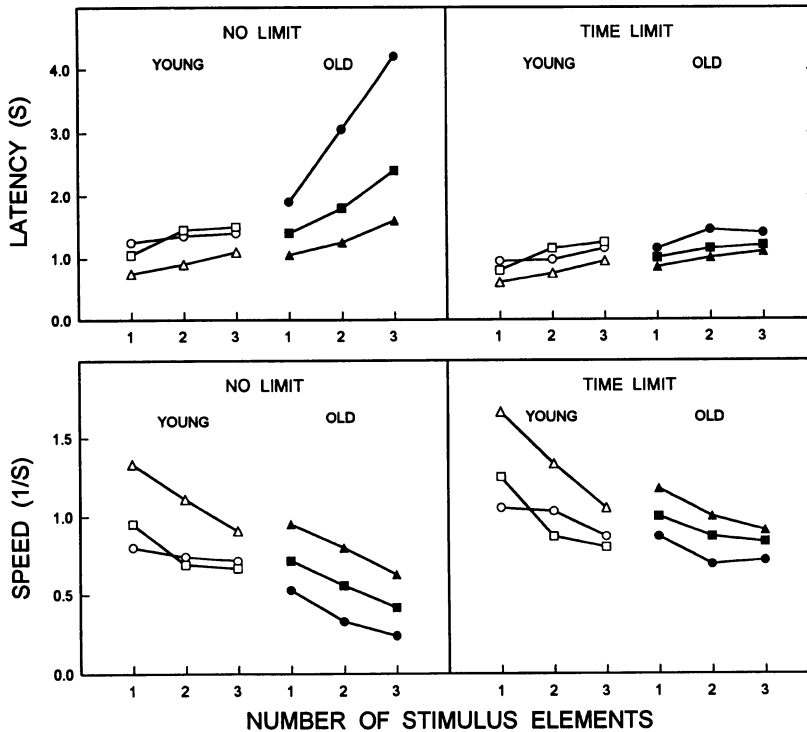 NO LIMIT
TIME LIMIT
YOUNG
OLD
YOUNG
OLD
LATENCY (S)
4.0
3.0
2.0
1.0
0.0
1 2 3 1 2 3 1 2 3 1 2 3
NO LIMIT
TIME LIMIT
YOUNG
OLD
YOUNG
OLD
SPEED (1/S)
1.5
1.0
0.5
0.0
1 2 3 1 2 3 1 2 3 1 2 3
NUMBER OF STIMULUS ELEMENTS